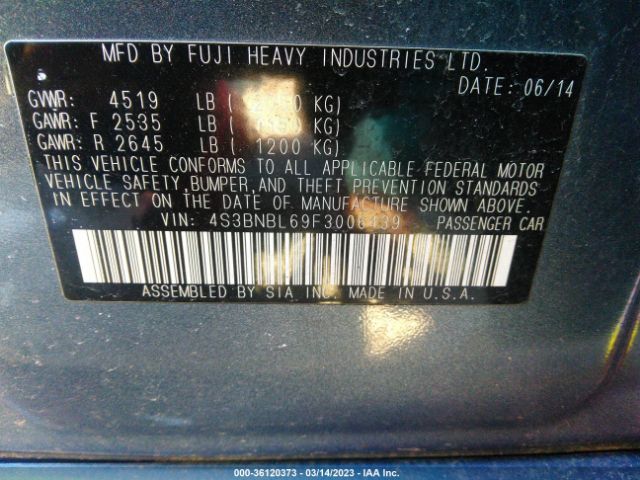 MFD BY FUJI HEAVY INDUSTRIES LTD.
DATE: 06/14
GVWR: 4519 LB ( KG)
GAWR: F 2535 LB ( KG)
GAWR: R 2645 LB ( 1200 KG)
THIS VEHICLE CONFORMS TO ALL APPLICABLE FEDERAL MOTOR
VEHICLE SAFETY, BUMPER, AND THEFT PREVENTION STANDARDS
IN EFFECT ON THE DATE OF MANUFACTURE SHOWN ABOVE.
VIN: PASSENGER CAR
ASSEMBLED BY SIA INC. MADE IN U.S.A.
000-36120373 - 03/14/2023 - IAA Inc.